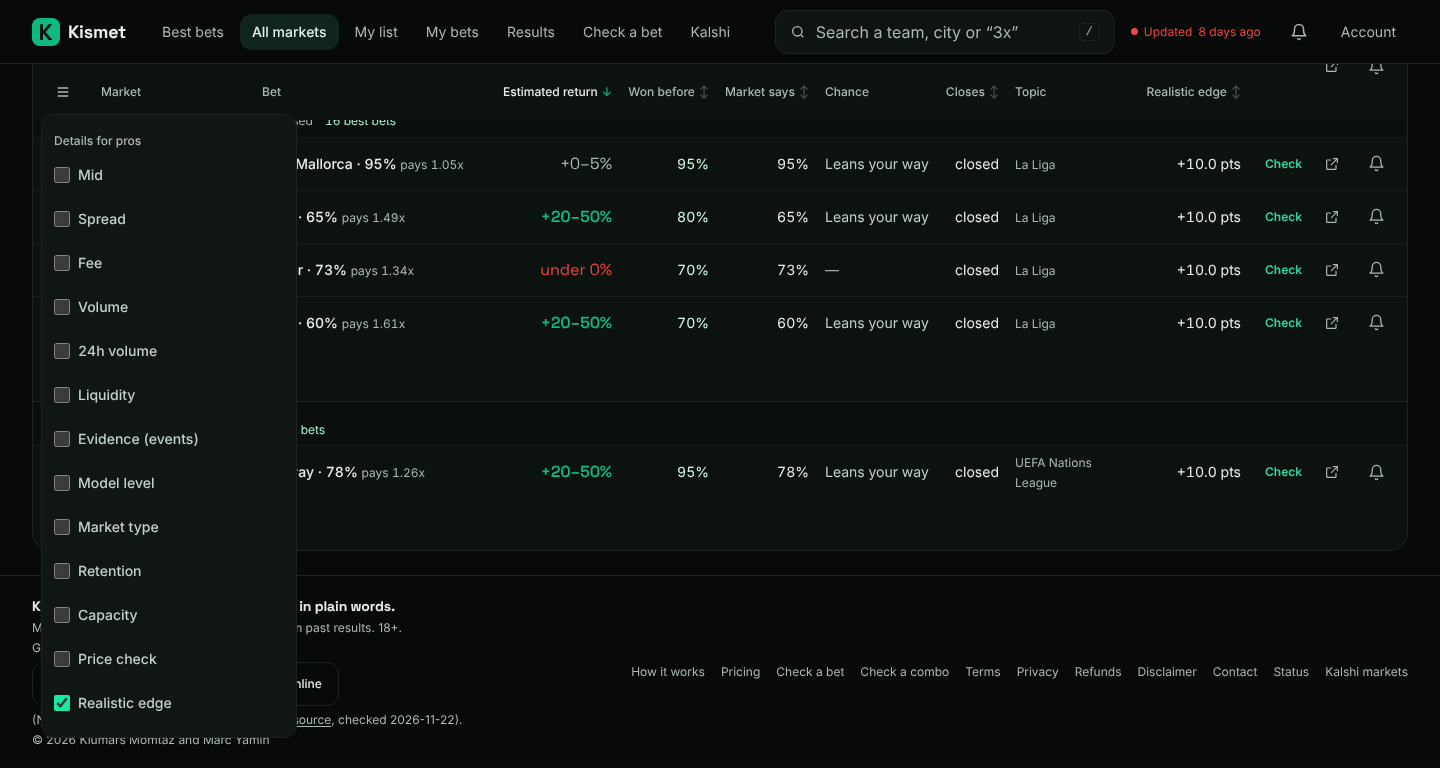 K Kismet Best bets All markets My list My bets Results Check a bet Kalshi Search a team, city or “3x” / Updated 8 days ago Account
Market Bet Estimated return ↓ Won before Market says Chance Closes Topic Realistic edge
16 best bets
Mallorca · 95% pays 1.05x +0–5% 95% 95% Leans your way closed La Liga +10.0 pts Check
· 65% pays 1.49x +20–50% 80% 65% Leans your way closed La Liga +10.0 pts Check
r · 73% pays 1.34x under 0% 70% 73% — closed La Liga +10.0 pts Check
· 60% pays 1.61x +20–50% 70% 60% Leans your way closed La Liga +10.0 pts Check
bets
ay · 78% pays 1.26x +20–50% 95% 78% Leans your way closed UEFA Nations League +10.0 pts Check
Details for pros
Mid
Spread
Fee
Volume
24h volume
Liquidity
Evidence (events)
Model level
Market type
Retention
Capacity
Price check
Realistic edge
in plain words.
past results. 18+.
How it works Pricing Check a bet Check a combo Terms Privacy Refunds Disclaimer Contact Status Kalshi markets
source, checked 2026-11-22).
© 2026 Kiumars Momtaz and Marc Yamin